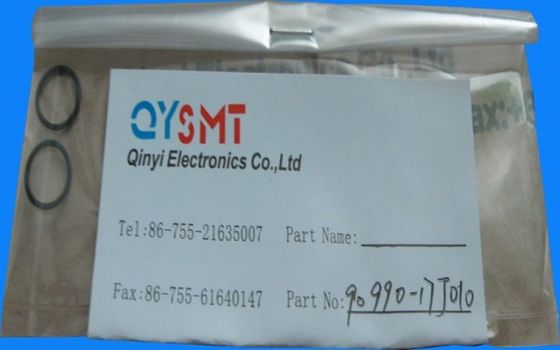 QYSMT
Qinyi Electronics Co.,Ltd
Tel:86-755-21635007 Part Name:
Fax:86-755-61640147 Part No: 90990-17J010